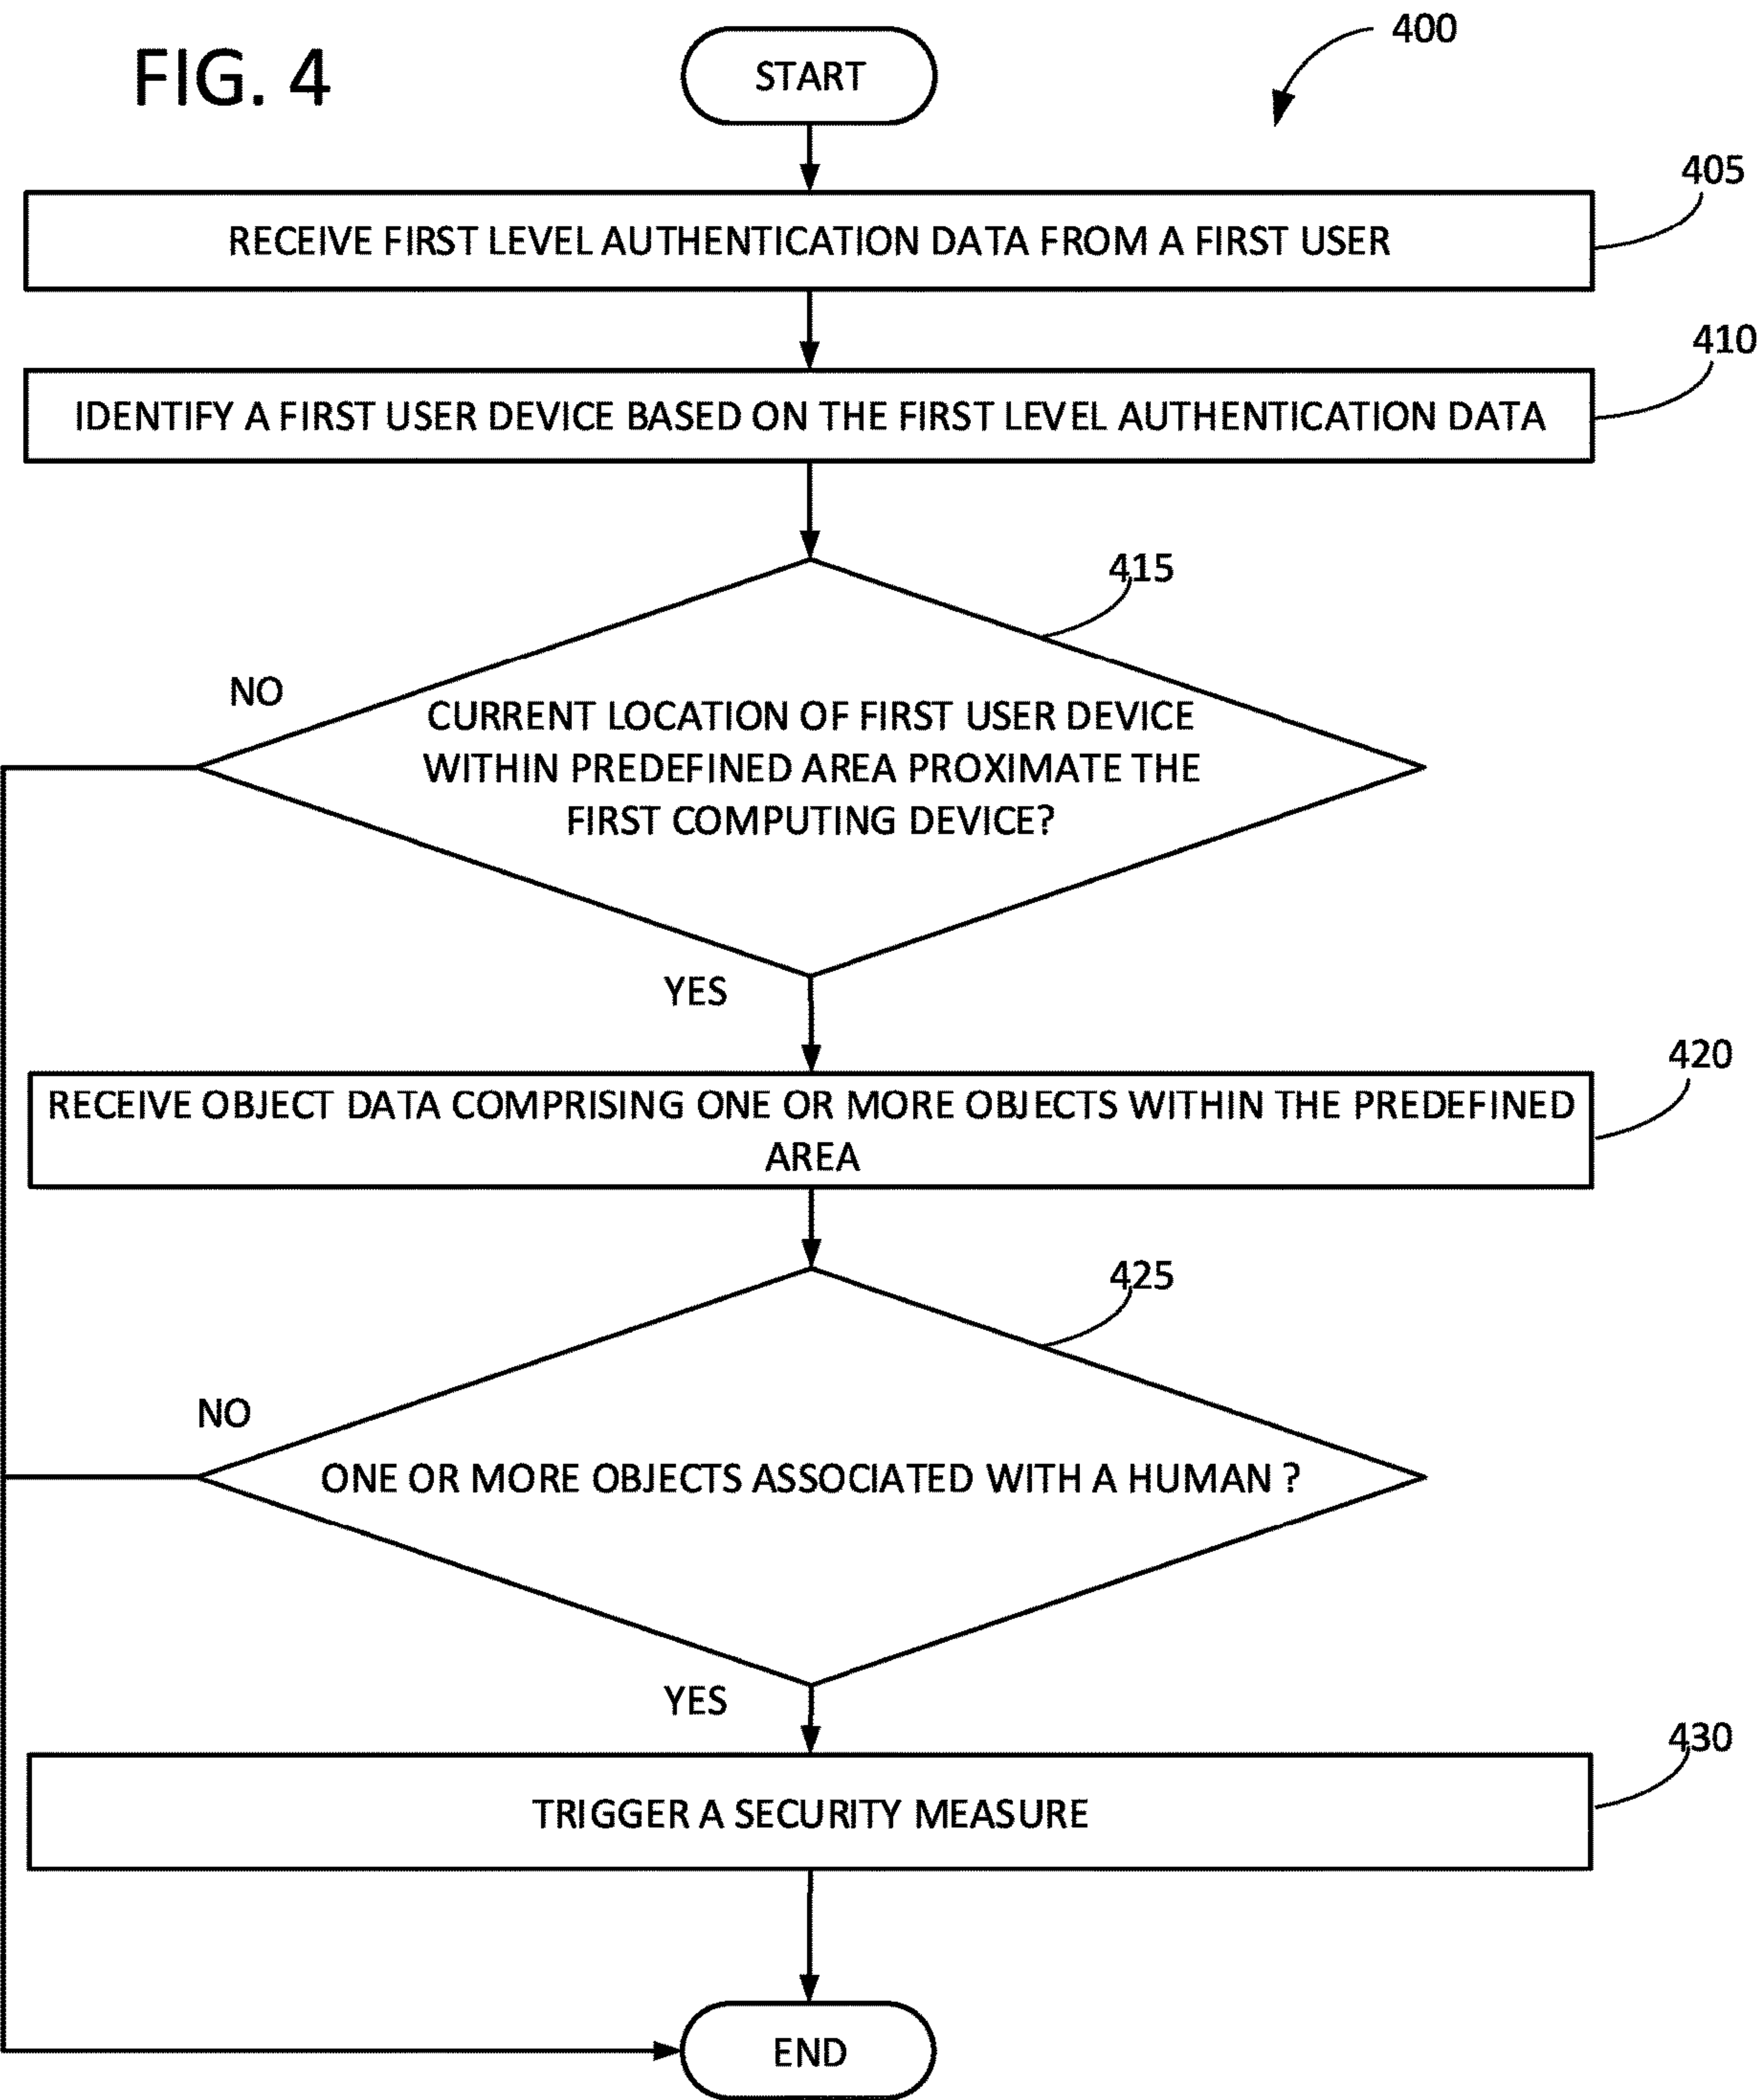 FIG. 4
START
400
405
RECEIVE FIRST LEVEL AUTHENTICATION DATA FROM A FIRST USER
410
IDENTIFY A FIRST USER DEVICE BASED ON THE FIRST LEVEL AUTHENTICATION DATA
415
NO
CURRENT LOCATION OF FIRST USER DEVICE
WITHIN PREDEFINED AREA PROXIMATE THE
FIRST COMPUTING DEVICE?
YES
420
RECEIVE OBJECT DATA COMPRISING ONE OR MORE OBJECTS WITHIN THE PREDEFINED
AREA
425
NO
ONE OR MORE OBJECTS ASSOCIATED WITH A HUMAN ?
YES
430
TRIGGER A SECURITY MEASURE
END